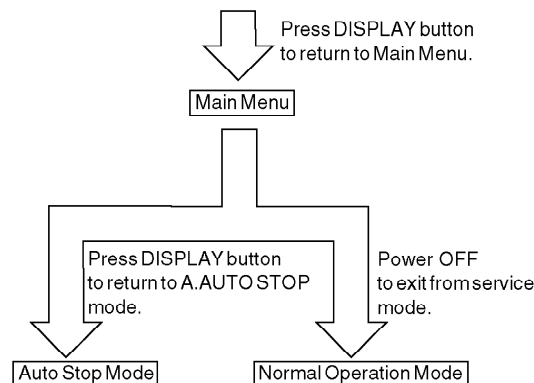 Press DISPLAY button
to return to Main Menu.
Main Menu
Press DISPLAY button
to return to A.AUTO STOP
mode.
Power OFF
to exit from service
mode.
Auto Stop Mode
Normal Operation Mode